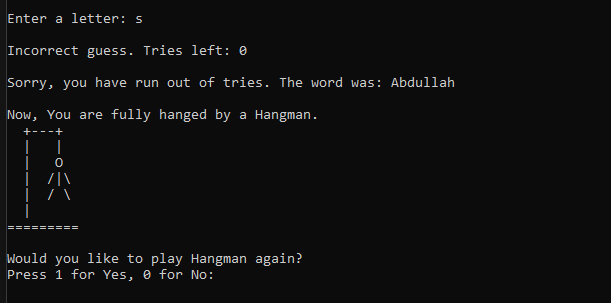 Enter a letter: s
Incorrect guess. Tries left: 0
Sorry, you have run out of tries. The word was: Abdullah
Now, You are fully hanged by a Hangman.
  +---+
  |   |
  |   O
  |  /|\
  |  / \
  |
=========
Would you like to play Hangman again?
Press 1 for Yes, 0 for No: